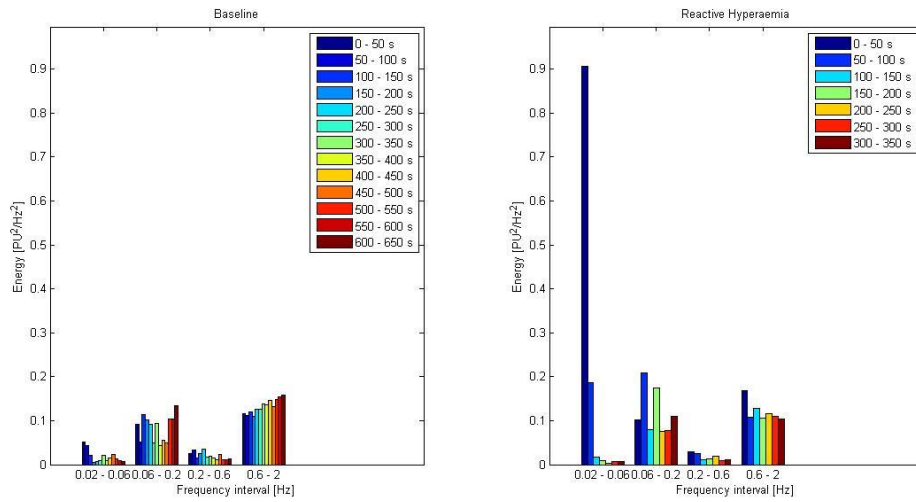 Baseline
Energy [PU²/Hz²]
0.9
0.8
0.7
0.6
0.5
0.4
0.3
0.2
0.1
0
0.02 - 0.06
0.06 - 0.2
0.2 - 0.6
0.6 - 2
Frequency interval [Hz]
0 - 50 s
50 - 100 s
100 - 150 s
150 - 200 s
200 - 250 s
250 - 300 s
300 - 350 s
350 - 400 s
400 - 450 s
450 - 500 s
500 - 550 s
550 - 600 s
600 - 650 s
Reactive Hyperaemia
Energy [PU²/Hz²]
0.9
0.8
0.7
0.6
0.5
0.4
0.3
0.2
0.1
0
0.02 - 0.06
0.06 - 0.2
0.2 - 0.6
0.6 - 2
Frequency interval [Hz]
0 - 50 s
50 - 100 s
100 - 150 s
150 - 200 s
200 - 250 s
250 - 300 s
300 - 350 s